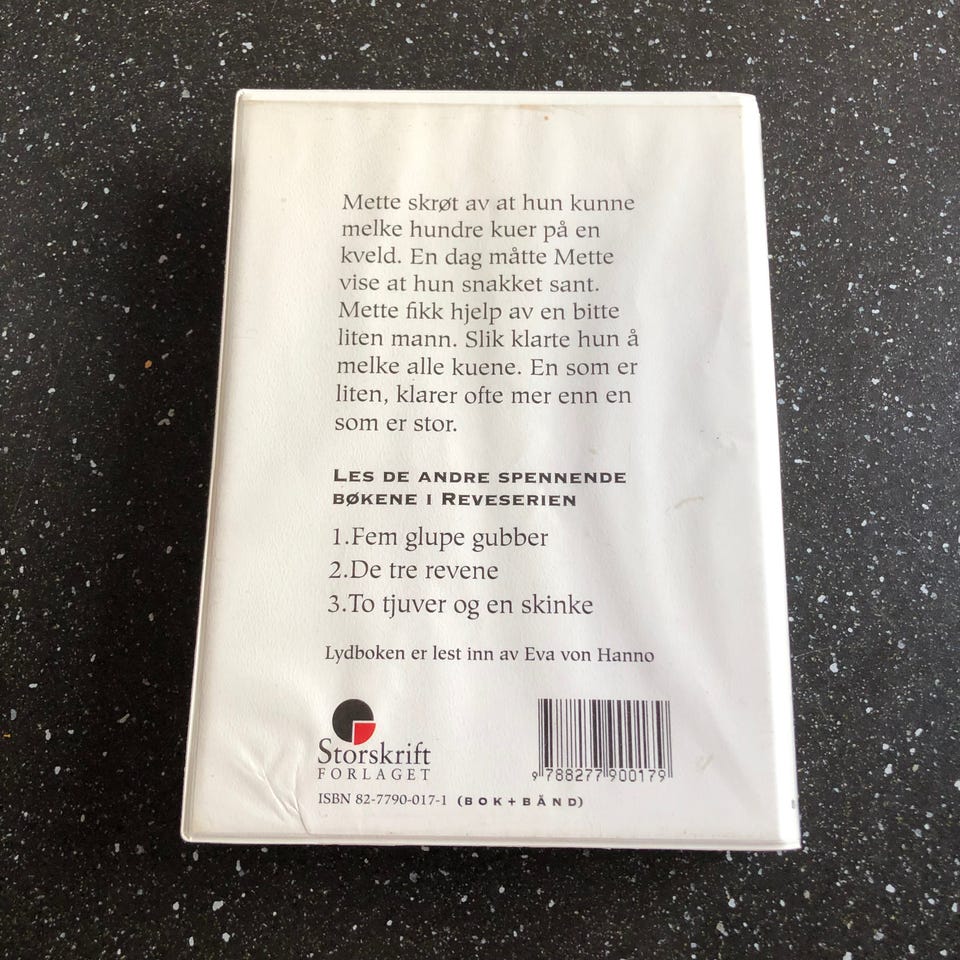 Mette skrøt av at hun kunne
melke hundre kuer på en
kveld. En dag måtte Mette
vise at hun snakket sant.
Mette fikk hjelp av en bitte
liten mann. Slik klarte hun å
melke alle kuene. En som er
liten, klarer ofte mer enn en
som er stor.
LES DE ANDRE SPENNENDE
BØKENE I REVESERIEN
1.Fem glupe gubber
2.De tre revene
3.To tjuver og en skinke
Lydboken er lest inn av Eva von Hanno
Storskrift
FORLAGET
ISBN 82-7790-017-1 (BOK+BÄND)
9 788277 900179